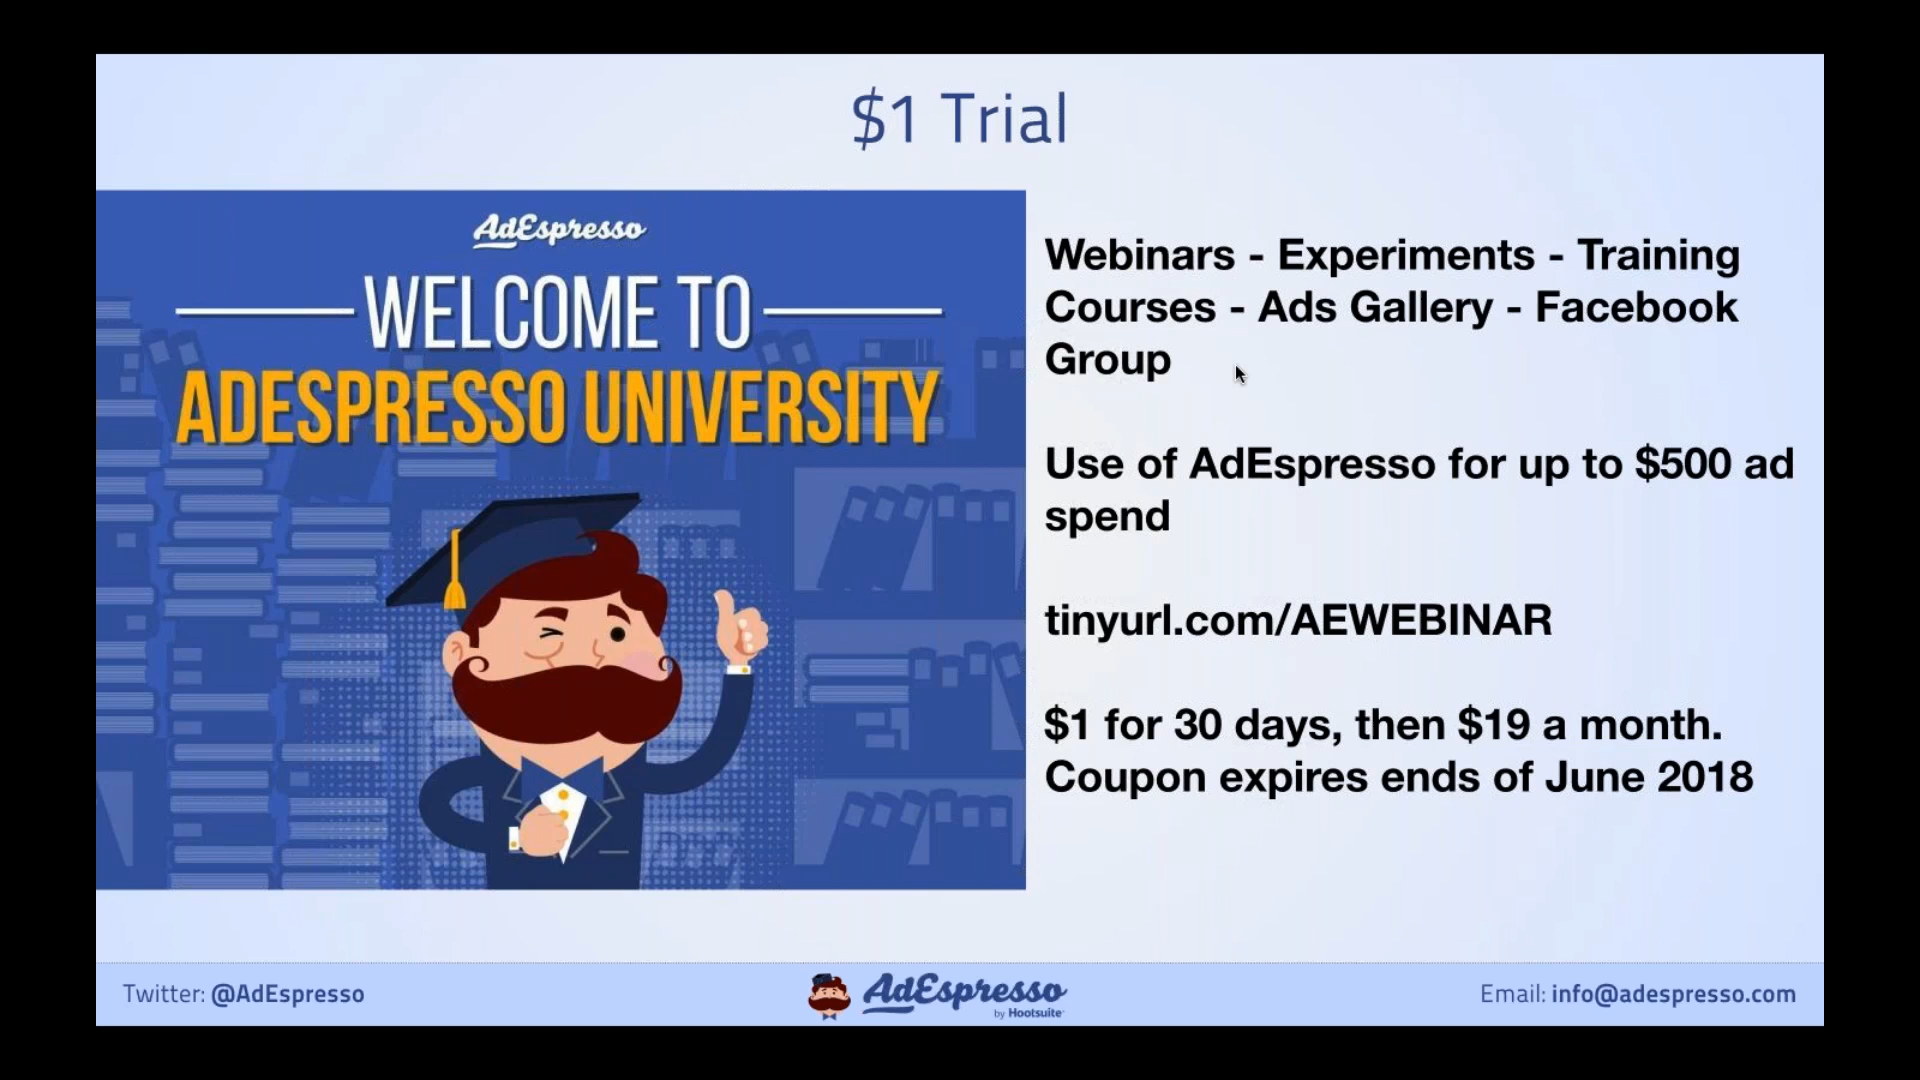 $1 Trial
AdEspresso
WELCOME TO
ADESPRESSO UNIVERSITY
Webinars - Experiments - Training
Courses - Ads Gallery - Facebook
Group
Use of AdEspresso for up to $500 ad
spend
tinyurl.com/AEWEBINAR
$1 for 30 days, then $19 a month.
Coupon expires ends of June 2018
Twitter: @AdEspresso
AdEspresso
by Hootsuite
Email: info@adespresso.com